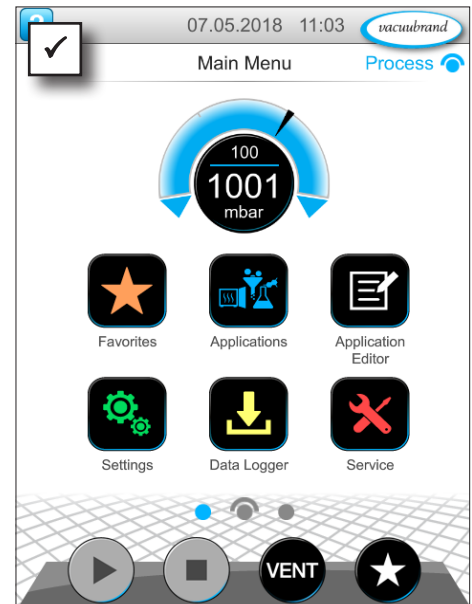 07.05.2018 11:03 vacuubrand
Main Menu Process
100
1001
mbar
Favorites Applications Application
Editor
Settings Data Logger Service
VENT